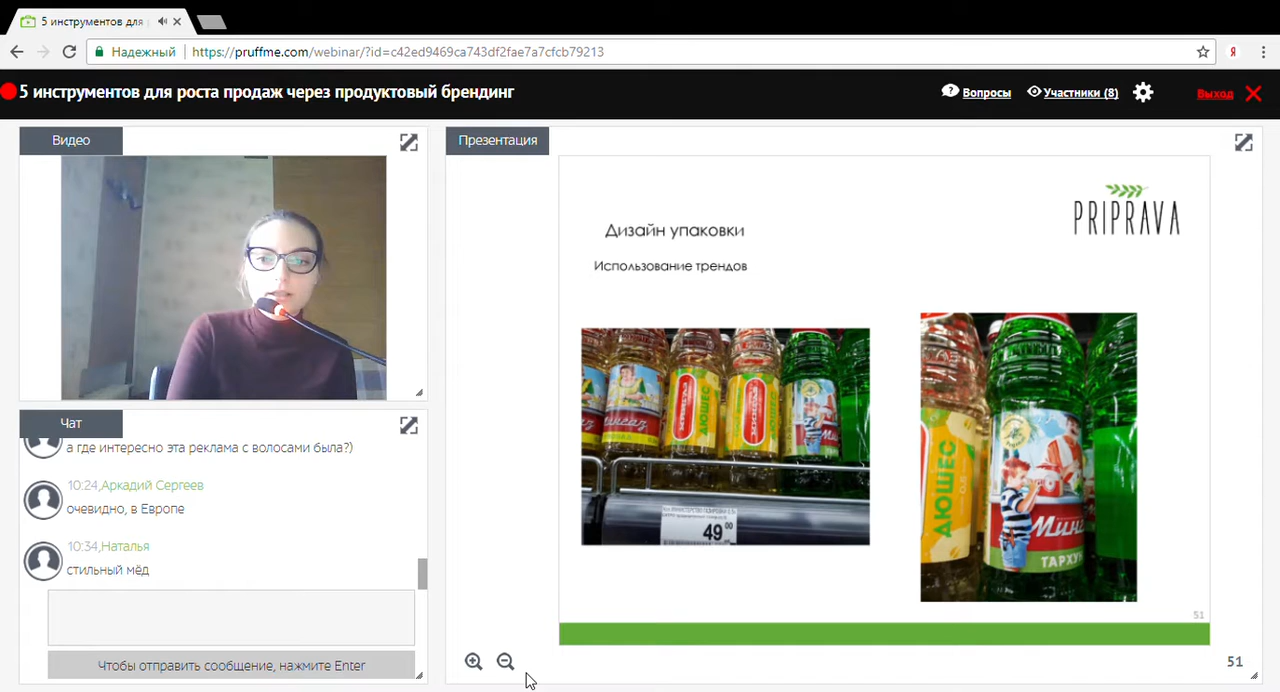 5 инструментов для
Надежный
https://pruffme.com/webinar/?id=c42ed9469ca743df2fae7a7cfcb79213
Я
5 инструментов для роста продаж через продуктовый брендинг
Вопросы
Участники (8)
Выход
Видео
Презентация
PRIPRAVA
Дизайн упаковки
Использование трендов
ДЮШЕС
ДЮШЕС
49 00
ДЮШЕС
Мингаз
ТАРХУН
51
51
Чат
а где интересно эта реклама с волосами была?)
10:24,Аркадий Сергеев
очевидно, в Европе
10:34,Наталья
стильный мёд
Чтобы отправить сообщение, нажмите Enter